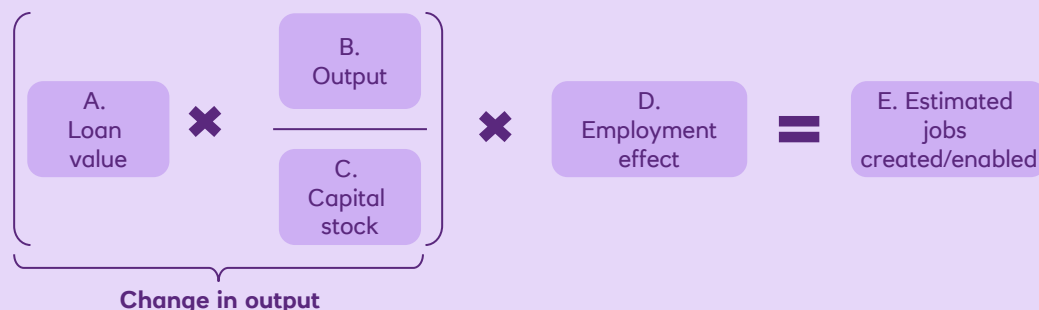 A.
Loan
value
B.
Output
C.
Capital
stock
D.
Employment
effect
E. Estimated
jobs
created/enabled
Change in output